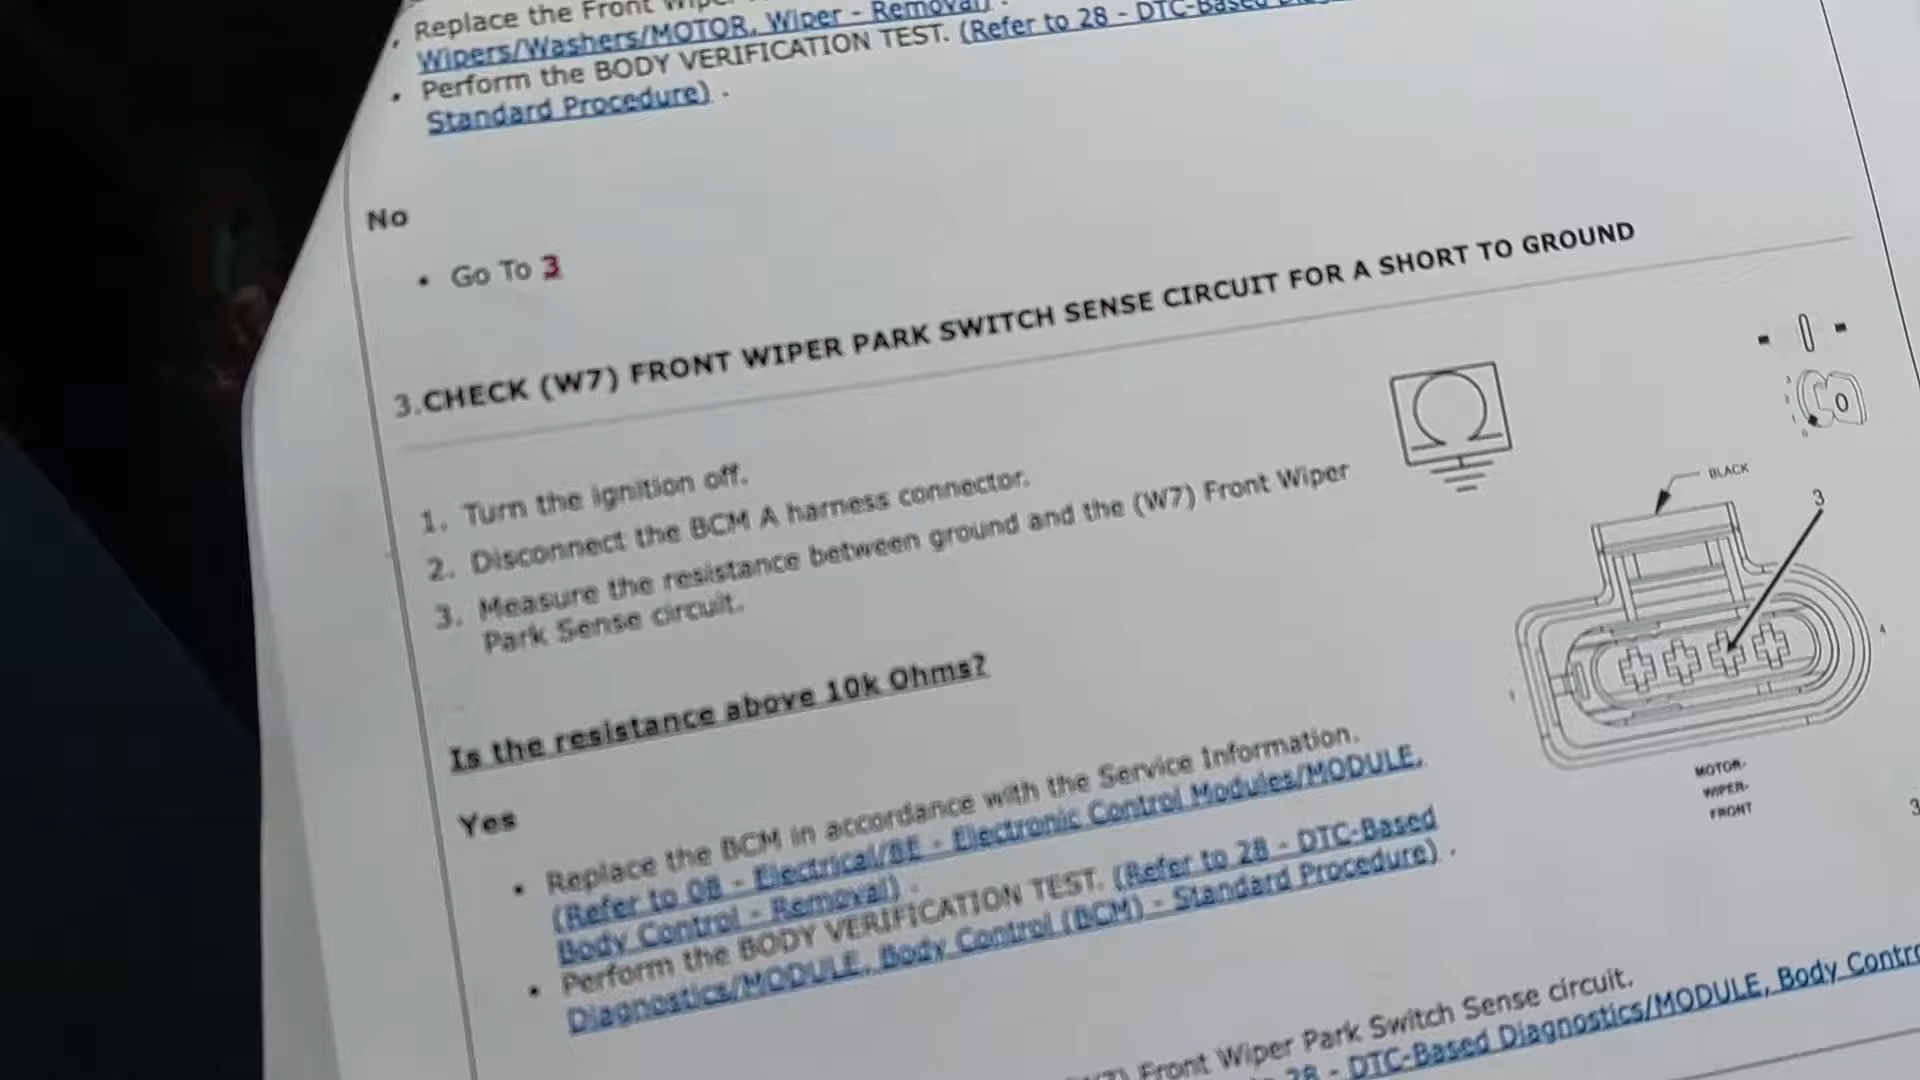 Replace the Front
Wipers/Washers/MOTOR, Wiper - Removal) .
Perform the BODY VERIFICATION TEST. (Refer to 28 - DTC-Based
Standard Procedure) .
No
Go To 3
3.CHECK (W7) FRONT WIPER PARK SWITCH SENSE CIRCUIT FOR A SHORT TO GROUND
1. Turn the ignition off.
2. Disconnect the BCM A harness connector.
3. Measure the resistance between ground and the (W7) Front Wiper
Park Sense circuit.
Is the resistance above 10k Ohms?
Yes
Replace the BCM in accordance with the Service Information.
(Refer to 08 - Electrical/8E - Electronic Control Modules/MODULE,
Body Control - Removal) .
Perform the BODY VERIFICATION TEST. (Refer to 28 - DTC-Based
Diagnostics/MODULE, Body Control (BCM) - Standard Procedure) .
Front Wiper Park Switch Sense circuit.
28 - DTC-Based Diagnostics/MODULE, Body
BLACK
3
4
MOTOR-
WIPER-
FRONT